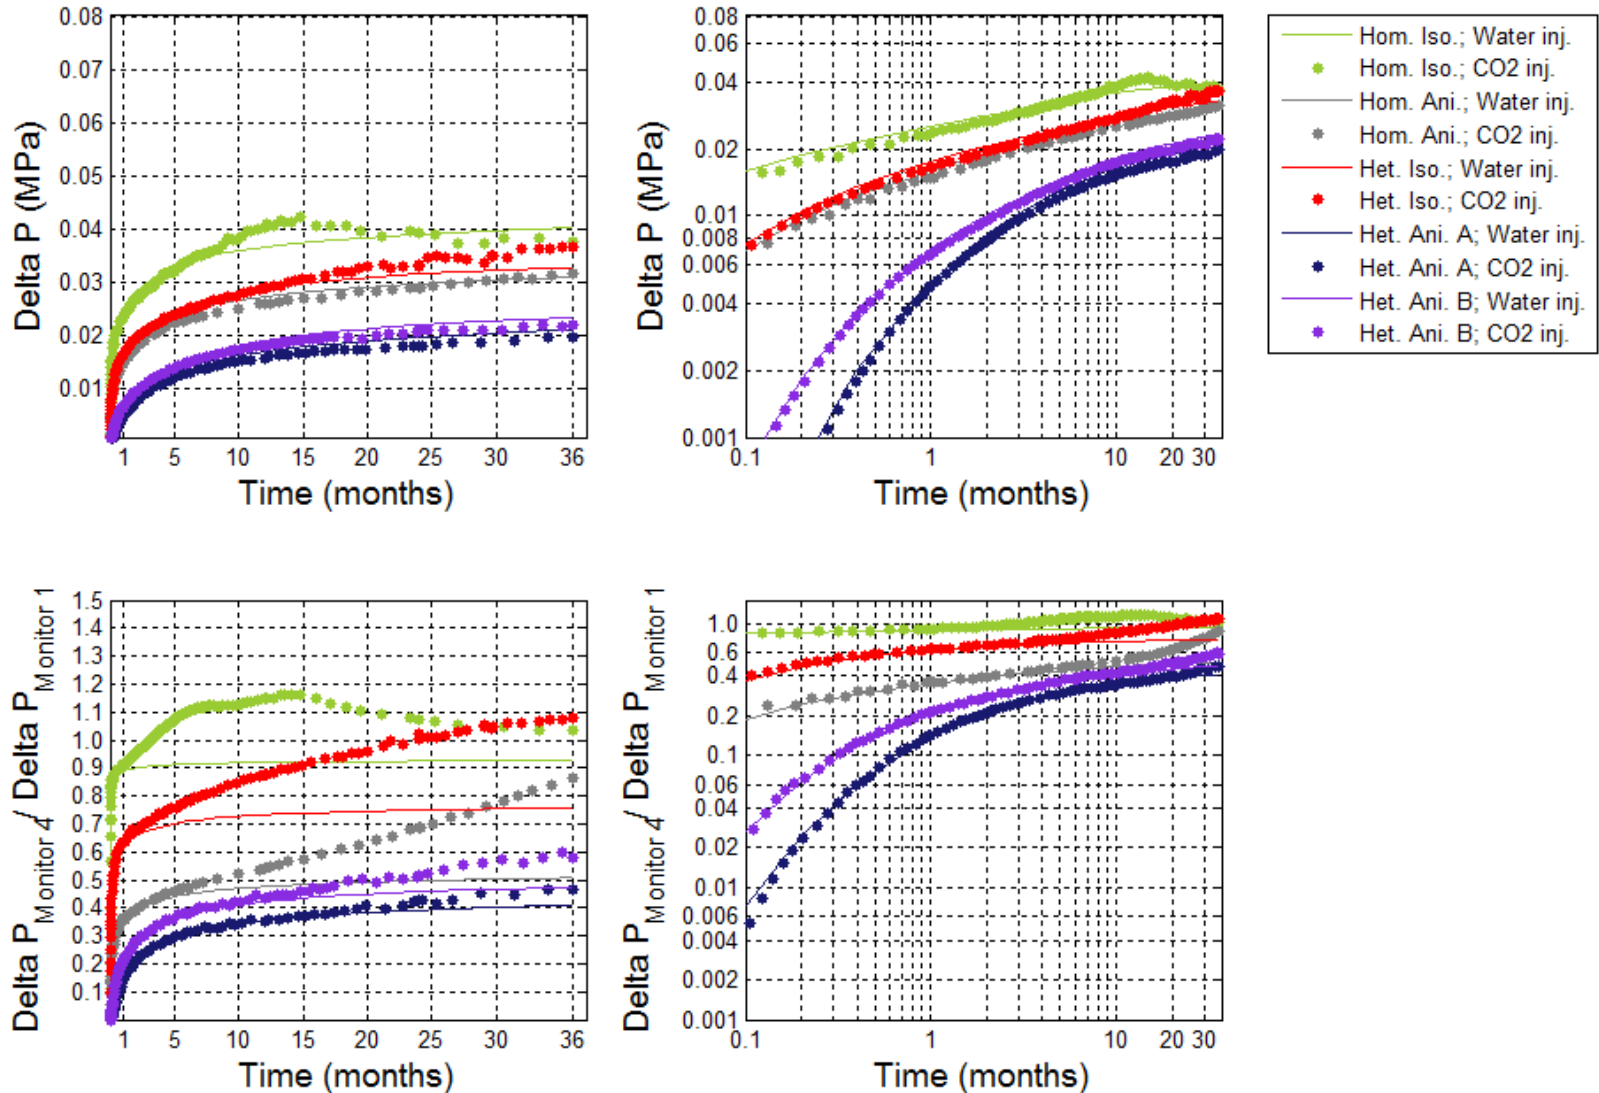 0.08
0.07
0.06
0.05
0.04
0.03
0.02
0.01
Delta P (MPa)
1 5 10 15 20 25 30 36
Time (months)
0.08
0.06
0.04
0.02
0.01
0.008
0.006
0.004
0.002
0.001
Delta P (MPa)
0.1 1 10 20 30
Time (months)
Hom. Iso.; Water inj.
Hom. Iso.; CO2 inj.
Hom. Ani.; Water inj.
Hom. Ani.; CO2 inj.
Het. Iso.; Water inj.
Het. Iso.; CO2 inj.
Het. Ani. A; Water inj.
Het. Ani. A; CO2 inj.
Het. Ani. B; Water inj.
Het. Ani. B; CO2 inj.
1.5
1.4
1.3
1.2
1.1
1.0
0.9
0.8
0.7
0.6
0.5
0.4
0.3
0.2
0.1
Delta P Monitor 4 / Delta P Monitor 1
1 5 10 15 20 25 30 36
Time (months)
1.0
0.6
0.4
0.2
0.1
0.06
0.04
0.02
0.01
0.006
0.004
0.002
0.001
Delta P Monitor 4 / Delta P Monitor 1
0.1 1 10 20 30
Time (months)